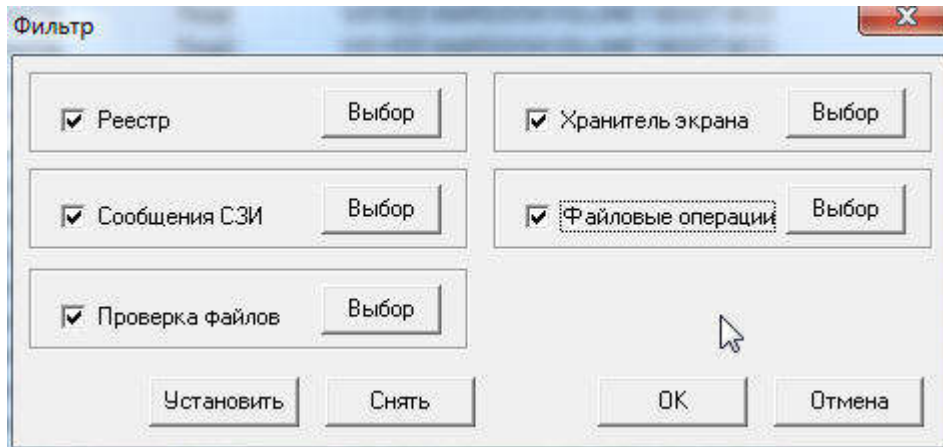 Фильтр
Реестр Выбор Хранитель экрана Выбор
Сообщения СЗИ Выбор Файловые операции Выбор
Проверка файлов Выбор
Установить Снять OK Отмена